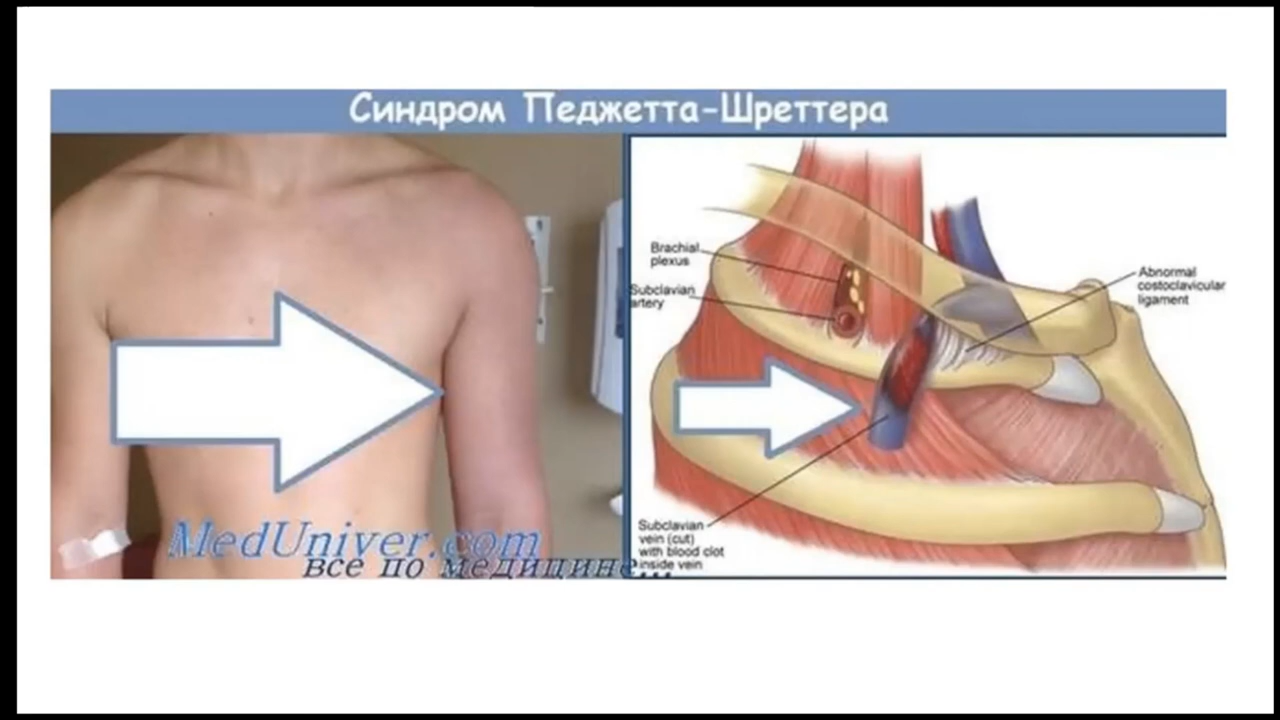 Синдром Педжетта-Шреттера
Brachial
plexus
Subclavian
artery
Abnormal
costoclavicular
ligament
Subclavian
vein (cut)
with blood clot
inside vein
MedUniver.com
все по медицине...